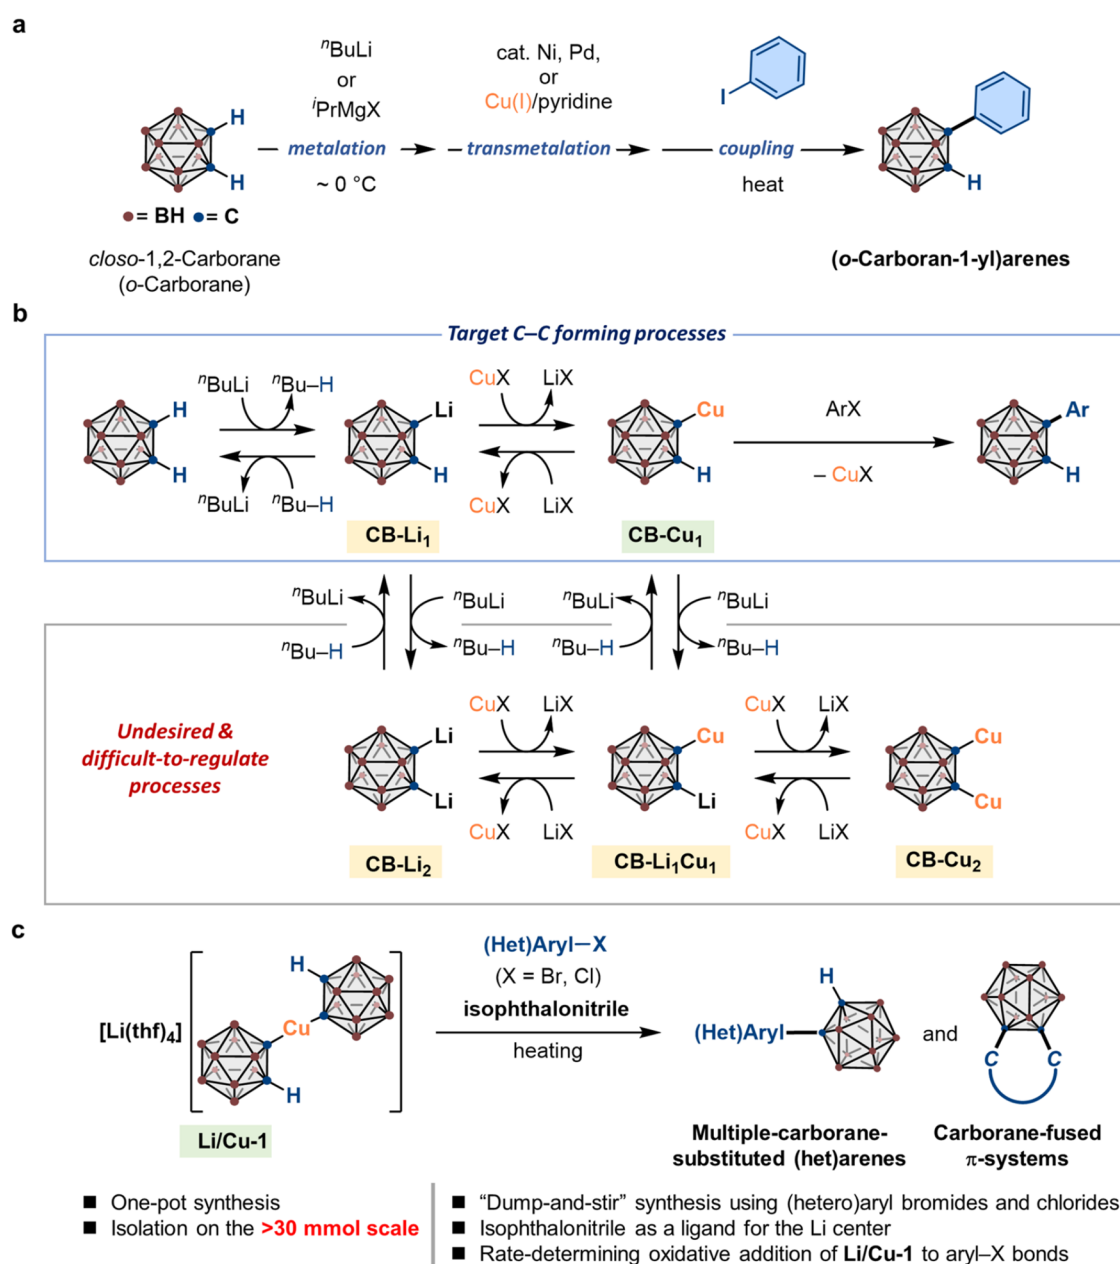 a
ⁿBuLi
or
ⁱPrMgX
metalation
~ 0 °C
cat. Ni, Pd,
or
Cu(I)/pyridine
transmetalation
I
coupling
heat
H
H
H
= BH = C
closo-1,2-Carborane
(o-Carborane)
(o-Carboran-1-yl)arenes
b
Target C–C forming processes
H
H
ⁿBuLi ⁿBu–H
ⁿBuLi ⁿBu–H
Li
H
CB-Li₁
CuX LiX
CuX LiX
Cu
H
CB-Cu₁
ArX
– CuX
Ar
H
ⁿBuLi ⁿBuLi ⁿBuLi ⁿBuLi
ⁿBu–H ⁿBu–H ⁿBu–H ⁿBu–H
Undesired &
difficult-to-regulate
processes
Li
Li
CB-Li₂
CuX LiX
CuX LiX
Cu
Li
CB-Li₁Cu₁
CuX LiX
CuX LiX
Cu
Cu
CB-Cu₂
c
[Li(thf)₄]
H
Cu
H
Li/Cu-1
(Het)Aryl–X
(X = Br, Cl)
isophthalonitrile
heating
H
(Het)Aryl
and
C C
Multiple-carborane-
substituted (het)arenes
Carborane-fused
π-systems
One-pot synthesis
Isolation on the >30 mmol scale
“Dump-and-stir” synthesis using (hetero)aryl bromides and chlorides
Isophthalonitrile as a ligand for the Li center
Rate-determining oxidative addition of Li/Cu-1 to aryl–X bonds